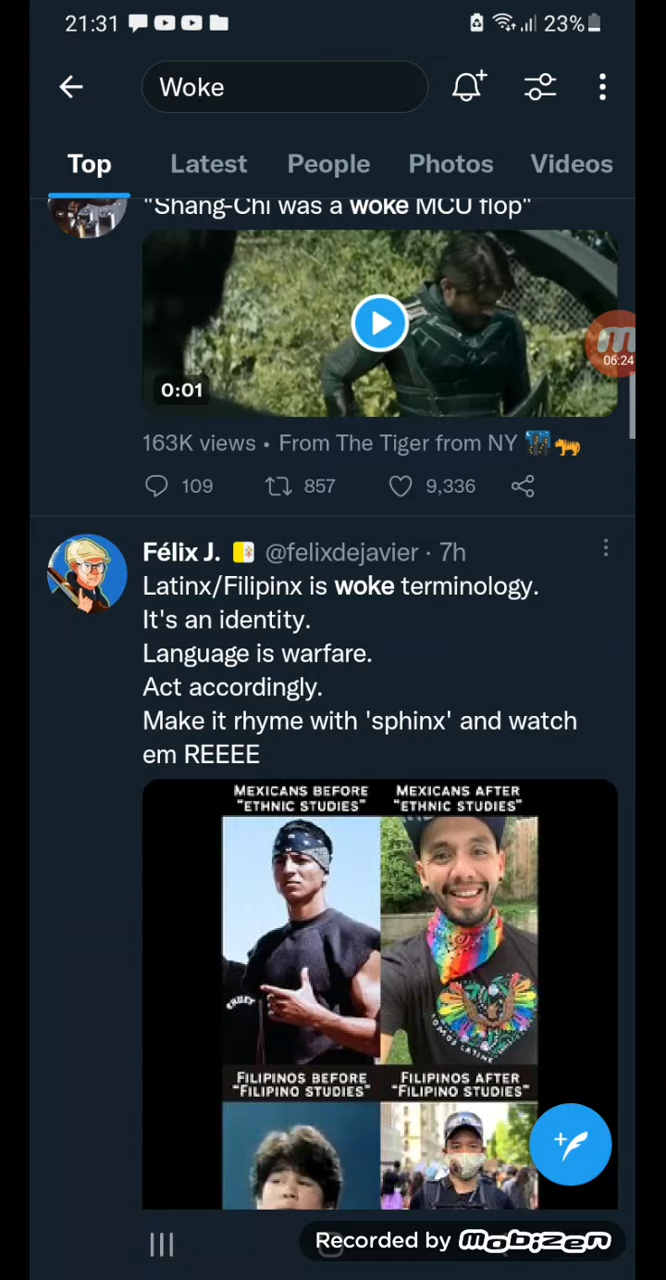 21:31
23%
Woke
Top Latest People Photos Videos
"Shang-Chi was a woke MCU flop"
0:01
06:24
163K views • From The Tiger from NY
109 857 9,336
Félix J. @felixdejavier · 7h
Latinx/Filipinx is woke terminology.
It's an identity.
Language is warfare.
Act accordingly.
Make it rhyme with 'sphinx' and watch
em REEEE
MEXICANS BEFORE
"ETHNIC STUDIES"
MEXICANS AFTER
"ETHNIC STUDIES"
FILIPINOS BEFORE
"FILIPINO STUDIES"
FILIPINOS AFTER
"FILIPINO STUDIES"
Recorded by mobizen